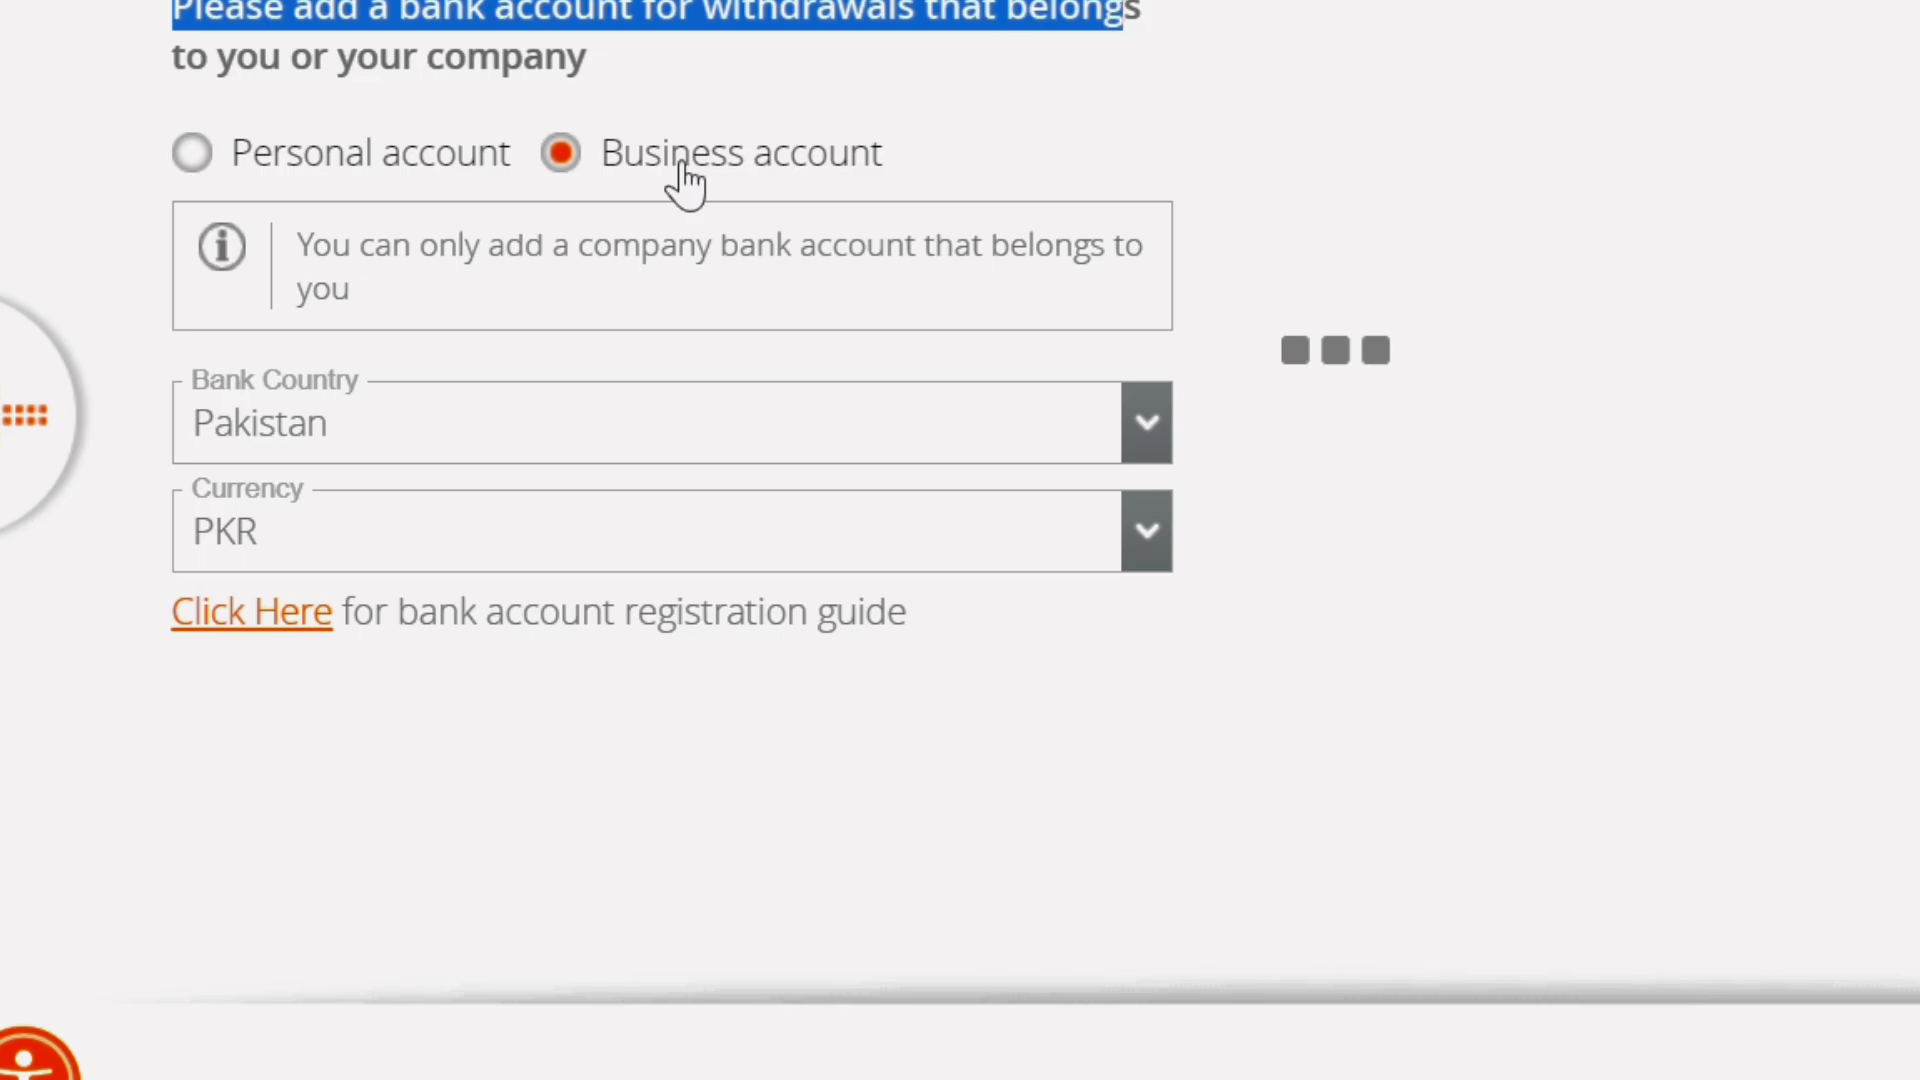 Please add a bank account for withdrawals that belongs
to you or your company
Personal account Business account
You can only add a company bank account that belongs to
you
Bank Country
Pakistan
Currency
PKR
Click Here for bank account registration guide